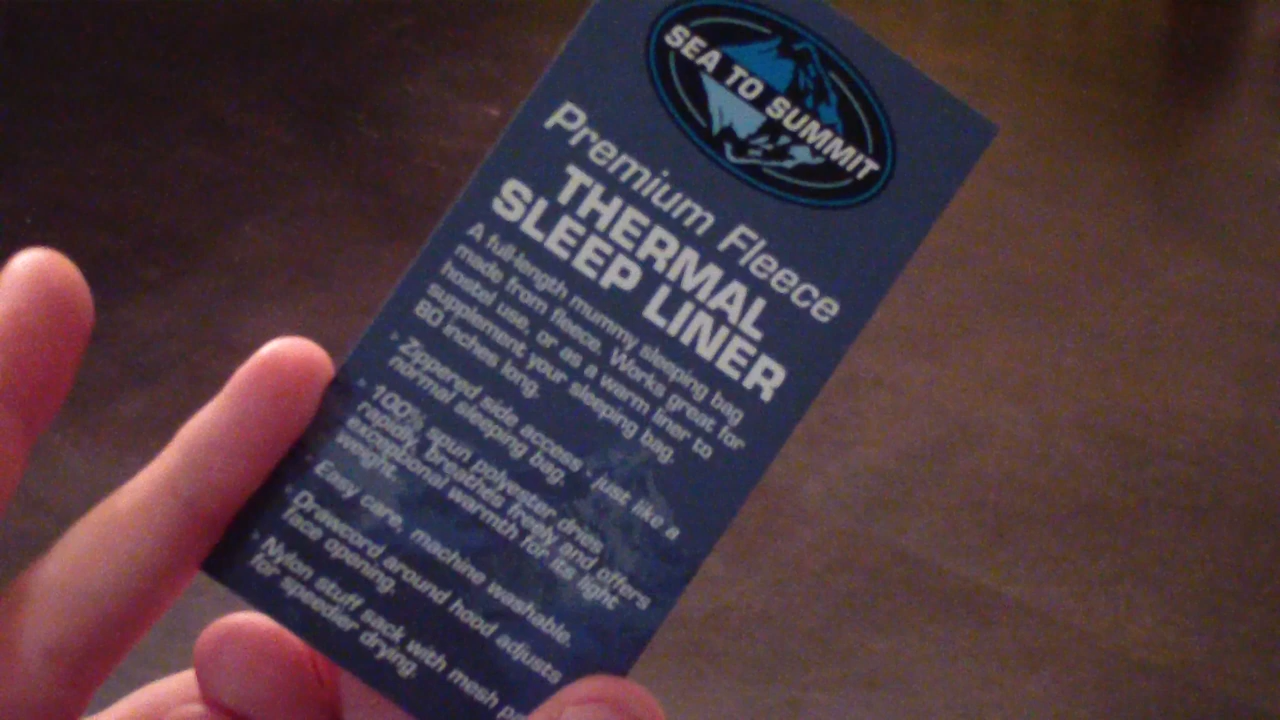 SEA TO SUMMIT
Premium Fleece
THERMAL
SLEEP LINER
A full-length mummy sleeping bag
made from fleece. Works great for
hostel use, or as a warm liner to
supplement your sleeping bag.
80 inches long.
· Zippered side access - just like a
normal sleeping bag.
· 100% spun polyester dries
rapidly, breathes freely and offers
exceptional warmth for its light
weight.
· Easy care, machine washable.
· Drawcord around hood adjusts
face opening.
· Nylon stuff sack with mesh
for speedier drying.